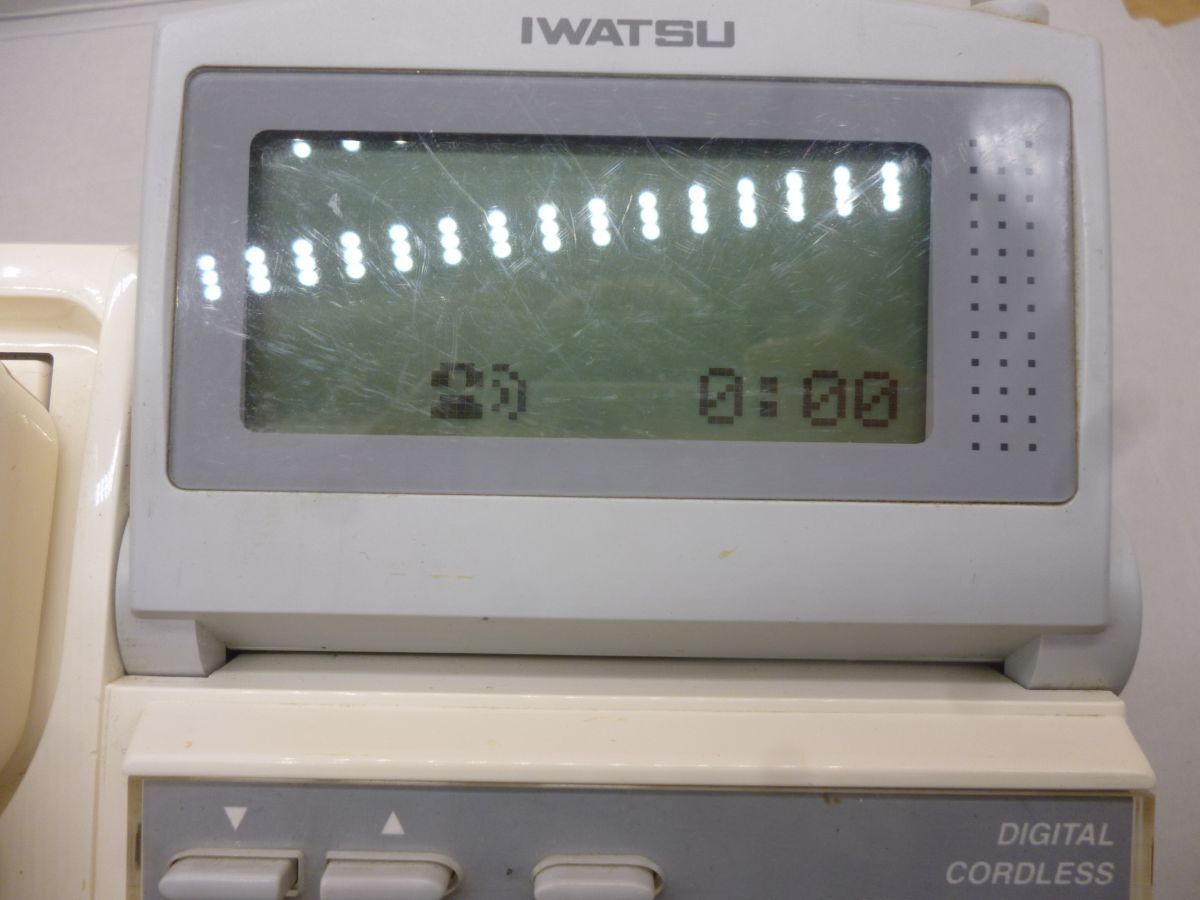 IWATSU
0:00
DIGITAL
CORDLESS